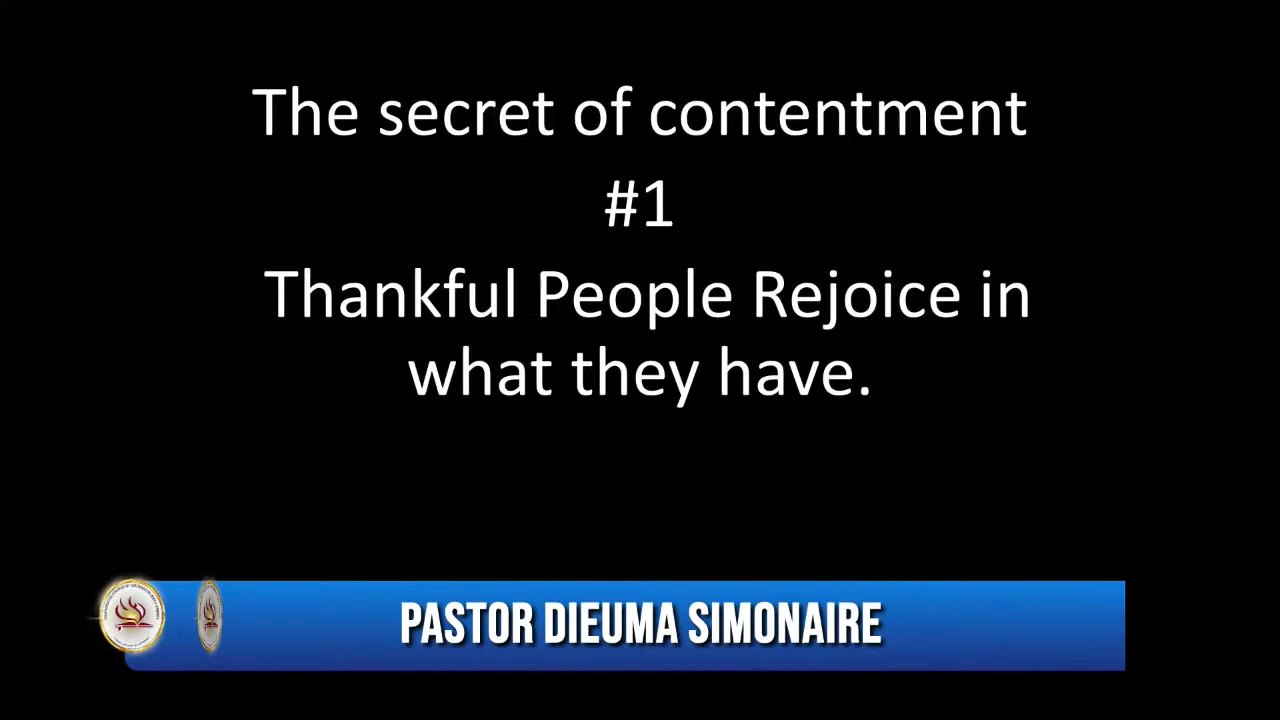 The secret of contentment
#1
Thankful People Rejoice in
what they have.
PASTOR DIEUMA SIMONAIRE